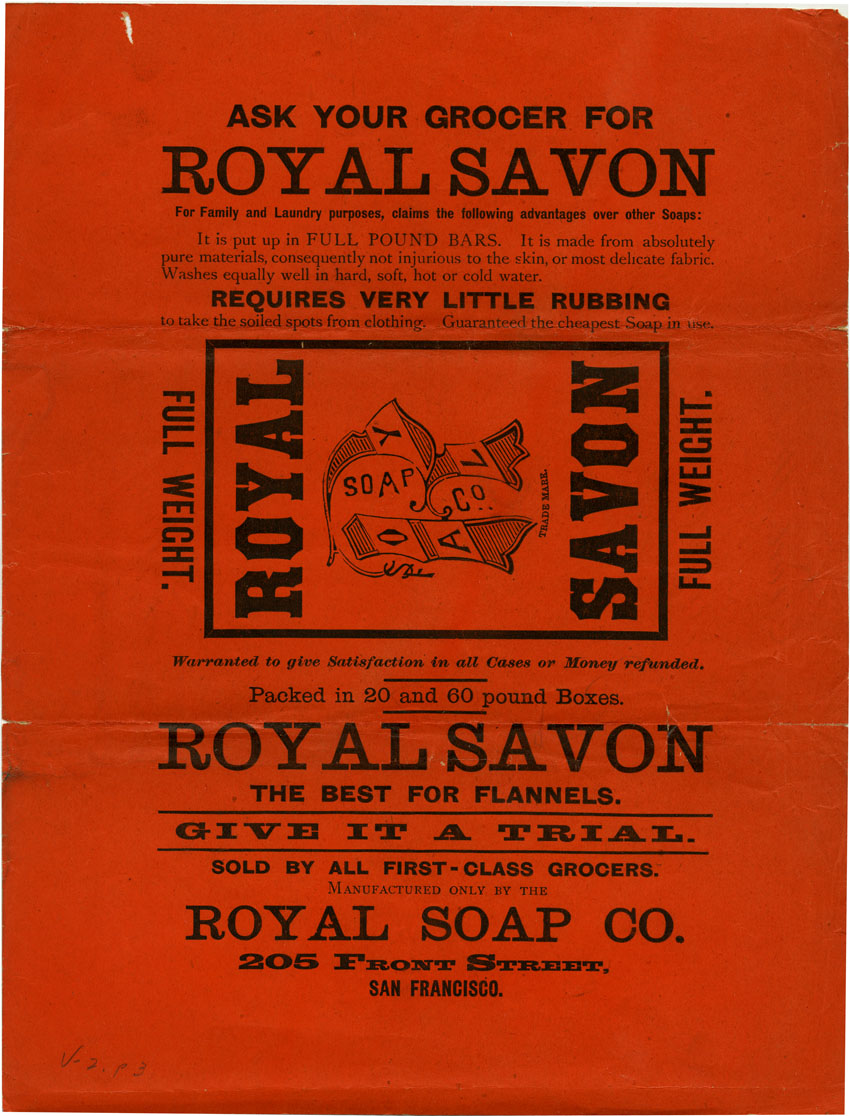 ASK YOUR GROCER FOR
ROYAL SAVON
For Family and Laundry purposes, claims the following advantages over other Soaps:
It is put up in FULL POUND BARS. It is made from absolutely
pure materials, consequently not injurious to the skin, or most delicate fabric.
Washes equally well in hard, soft, hot or cold water.
REQUIRES VERY LITTLE RUBBING
to take the soiled spots from clothing. Guaranteed the cheapest Soap in use.
FULL WEIGHT.
ROYAL
ROYAL
SOAP
Co.
TRADE MARK.
SAVON
FULL WEIGHT.
Warranted to give Satisfaction in all Cases or Money refunded.
Packed in 20 and 60 pound Boxes.
ROYAL SAVON
THE BEST FOR FLANNELS.
GIVE IT A TRIAL.
SOLD BY ALL FIRST-CLASS GROCERS.
MANUFACTURED ONLY BY THE
ROYAL SOAP CO.
205 FRONT STREET,
SAN FRANCISCO.
V-2. p 3